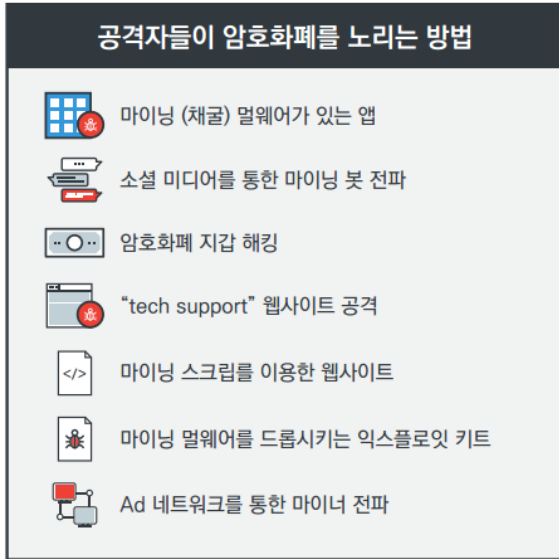 공격자들이 암호화폐를 노리는 방법
마이닝 (채굴) 멀웨어가 있는 앱
소셜 미디어를 통한 마이닝 봇 전파
암호화폐 지갑 해킹
“tech support” 웹사이트 공격
</>
마이닝 스크립를 이용한 웹사이트
마이닝 멀웨어를 드롭시키는 익스플로잇 키트
Ad 네트워크를 통한 마이너 전파